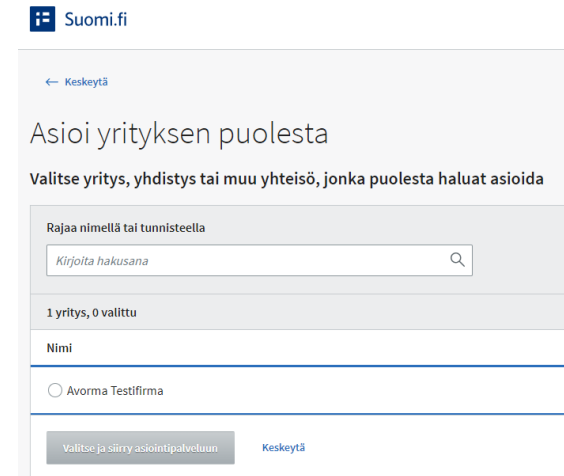 Suomi.fi
← Keskeytä
Asioi yrityksen puolesta
Valitse yritys, yhdistys tai muu yhteisö, jonka puolesta haluat asioida
Rajaa nimellä tai tunnisteella
Kirjoita hakusana
1 yritys, 0 valittu
Nimi
Avorma Testifirma
Valitse ja siirry asiointipalveluun Keskeytä